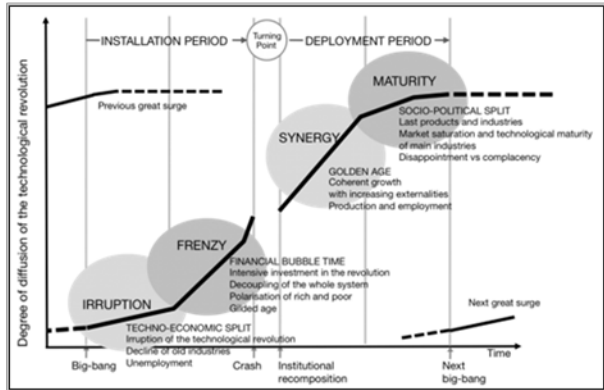 INSTALLATION PERIOD
Turning
Point
DEPLOYMENT PERIOD
Degree of diffusion of the technological revolution
Previous great surge
MATURITY
SOCIO-POLITICAL SPLIT
Last products and industries
Market saturation and technological maturity
of main industries
Disappointment vs complacency
SYNERGY
GOLDEN AGE
Coherent growth
with increasing externalities
Production and employment
FRENZY
FINANCIAL BUBBLE TIME
Intensive investment in the revolution
Decoupling of the whole system
Polarisation of rich and poor
Gilded age
IRRUPTION
TECHNO-ECONOMIC SPLIT
Irruption of the technological revolution
Decline of old industries
Unemployment
Next great surge
Time
Big-bang
Crash
Institutional
recomposition
Next
big-bang